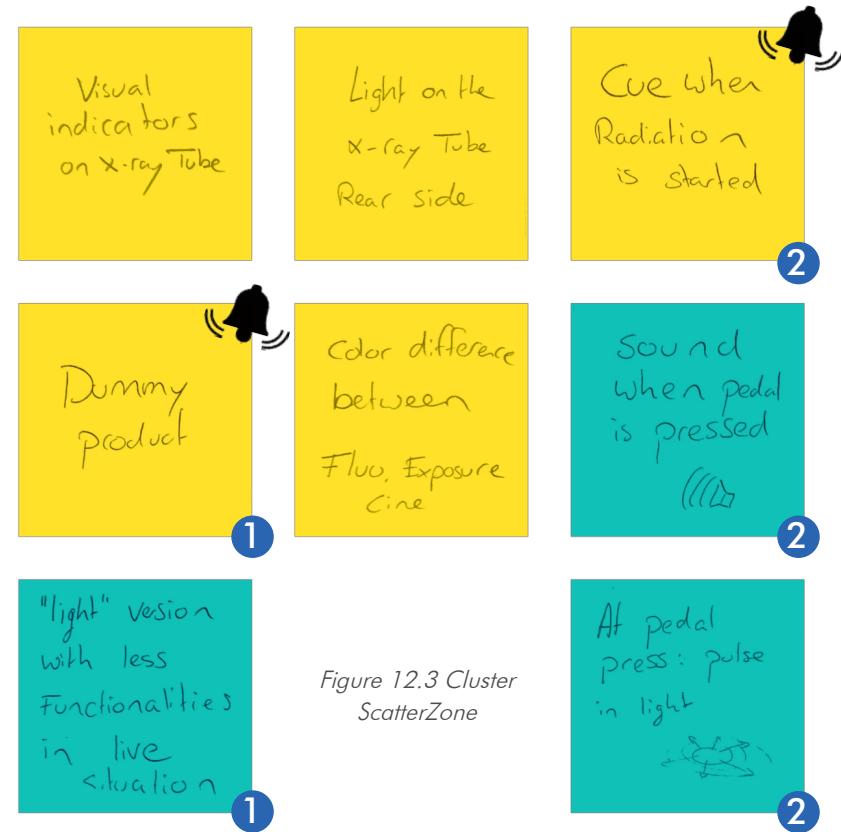 Visual
indicators
on x-ray Tube
Light on the
x-ray Tube
Rear side
Cue when
Radiation
is started
2
Dummy
product
1
Color difference
between
Fluo, Exposure
Cine
Sound
when pedal
is pressed
2
"light" version
with less
Functionalities
in live
situation
1
Figure 12.3 Cluster
ScatterZone
At pedal
press: pulse
in light
2